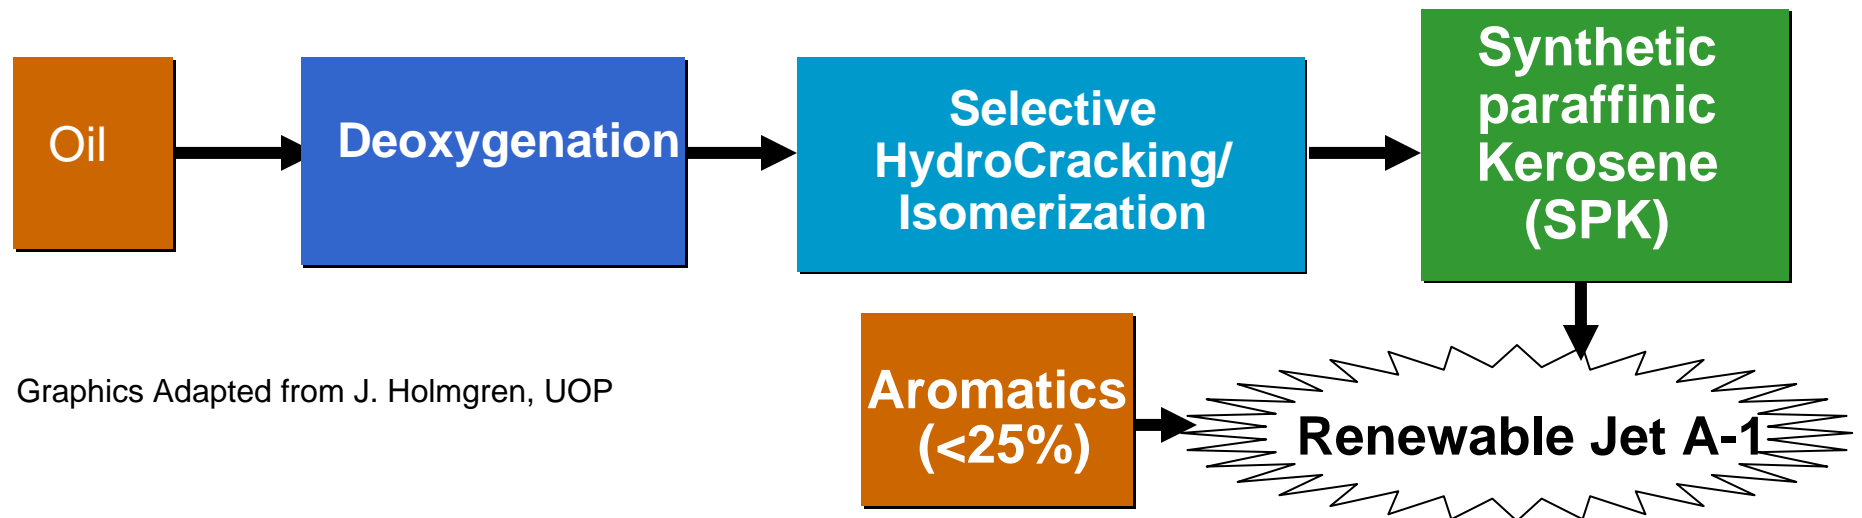 Oil
Deoxygenation
Selective
HydroCracking/
Isomerization
Synthetic
paraffinic
Kerosene
(SPK)
Aromatics
(<25%)
Renewable Jet A-1
Graphics Adapted from J. Holmgren, UOP